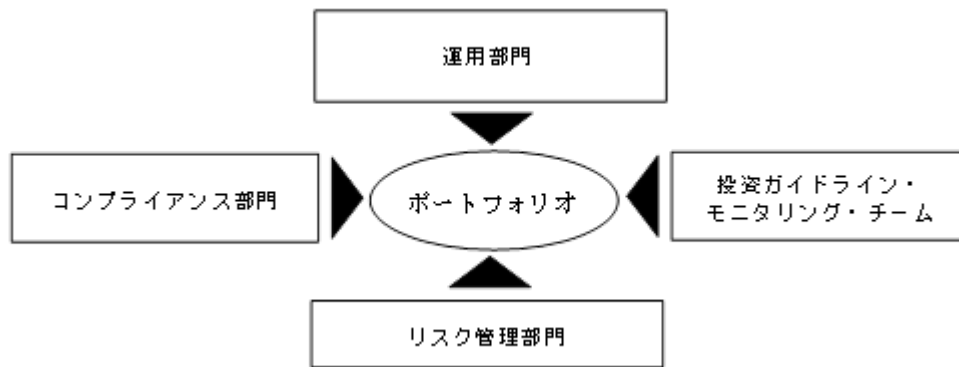 運用部門
コンプライアンス部門
ポートフォリオ
投資ガイドライン・
モニタリング・チーム
リスク管理部門